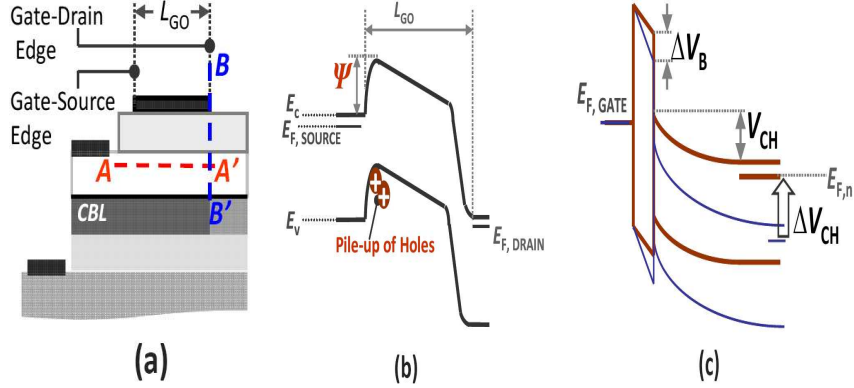 Gate-Drain
Edge
L_GO
B
Gate-Source
Edge
A
A'
CBL
B'
(a)
L_GO
Ψ
E_c
E_F, SOURCE
E_v
Pile-up of Holes
E_F, DRAIN
(b)
ΔV_B
E_F, GATE
V_CH
E_F,n
ΔV_CH
(c)